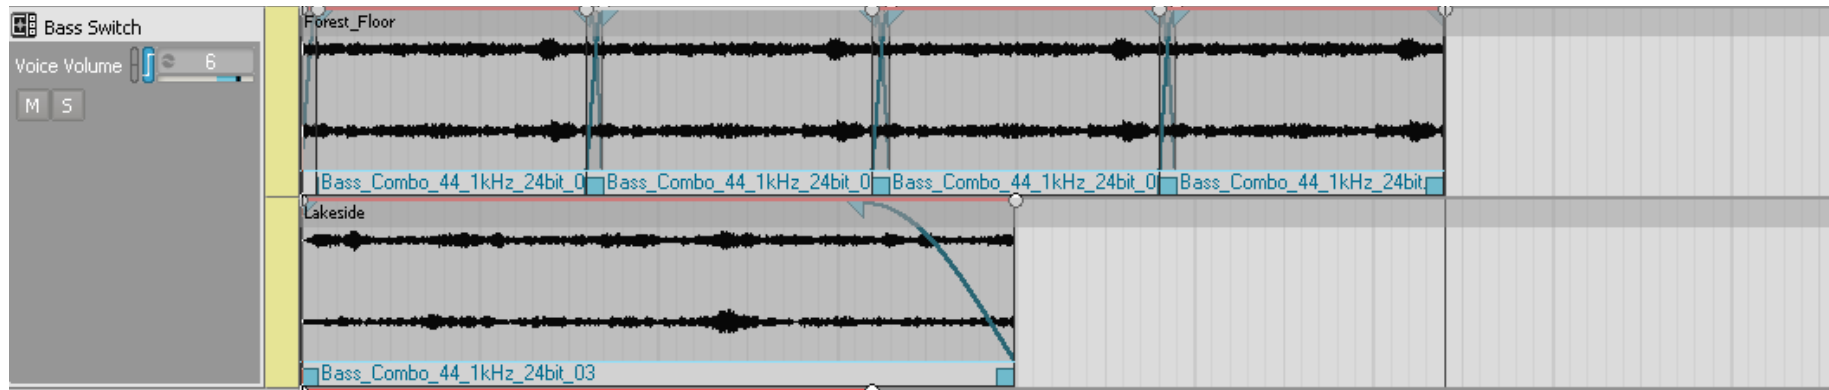 Bass Switch
Voice Volume 6
M S
Forest_Floor
Bass_Combo_44_1kHz_24bit_0 Bass_Combo_44_1kHz_24bit_0 Bass_Combo_44_1kHz_24bit_0 Bass_Combo_44_1kHz_24bit
Lakeside
Bass_Combo_44_1kHz_24bit_03